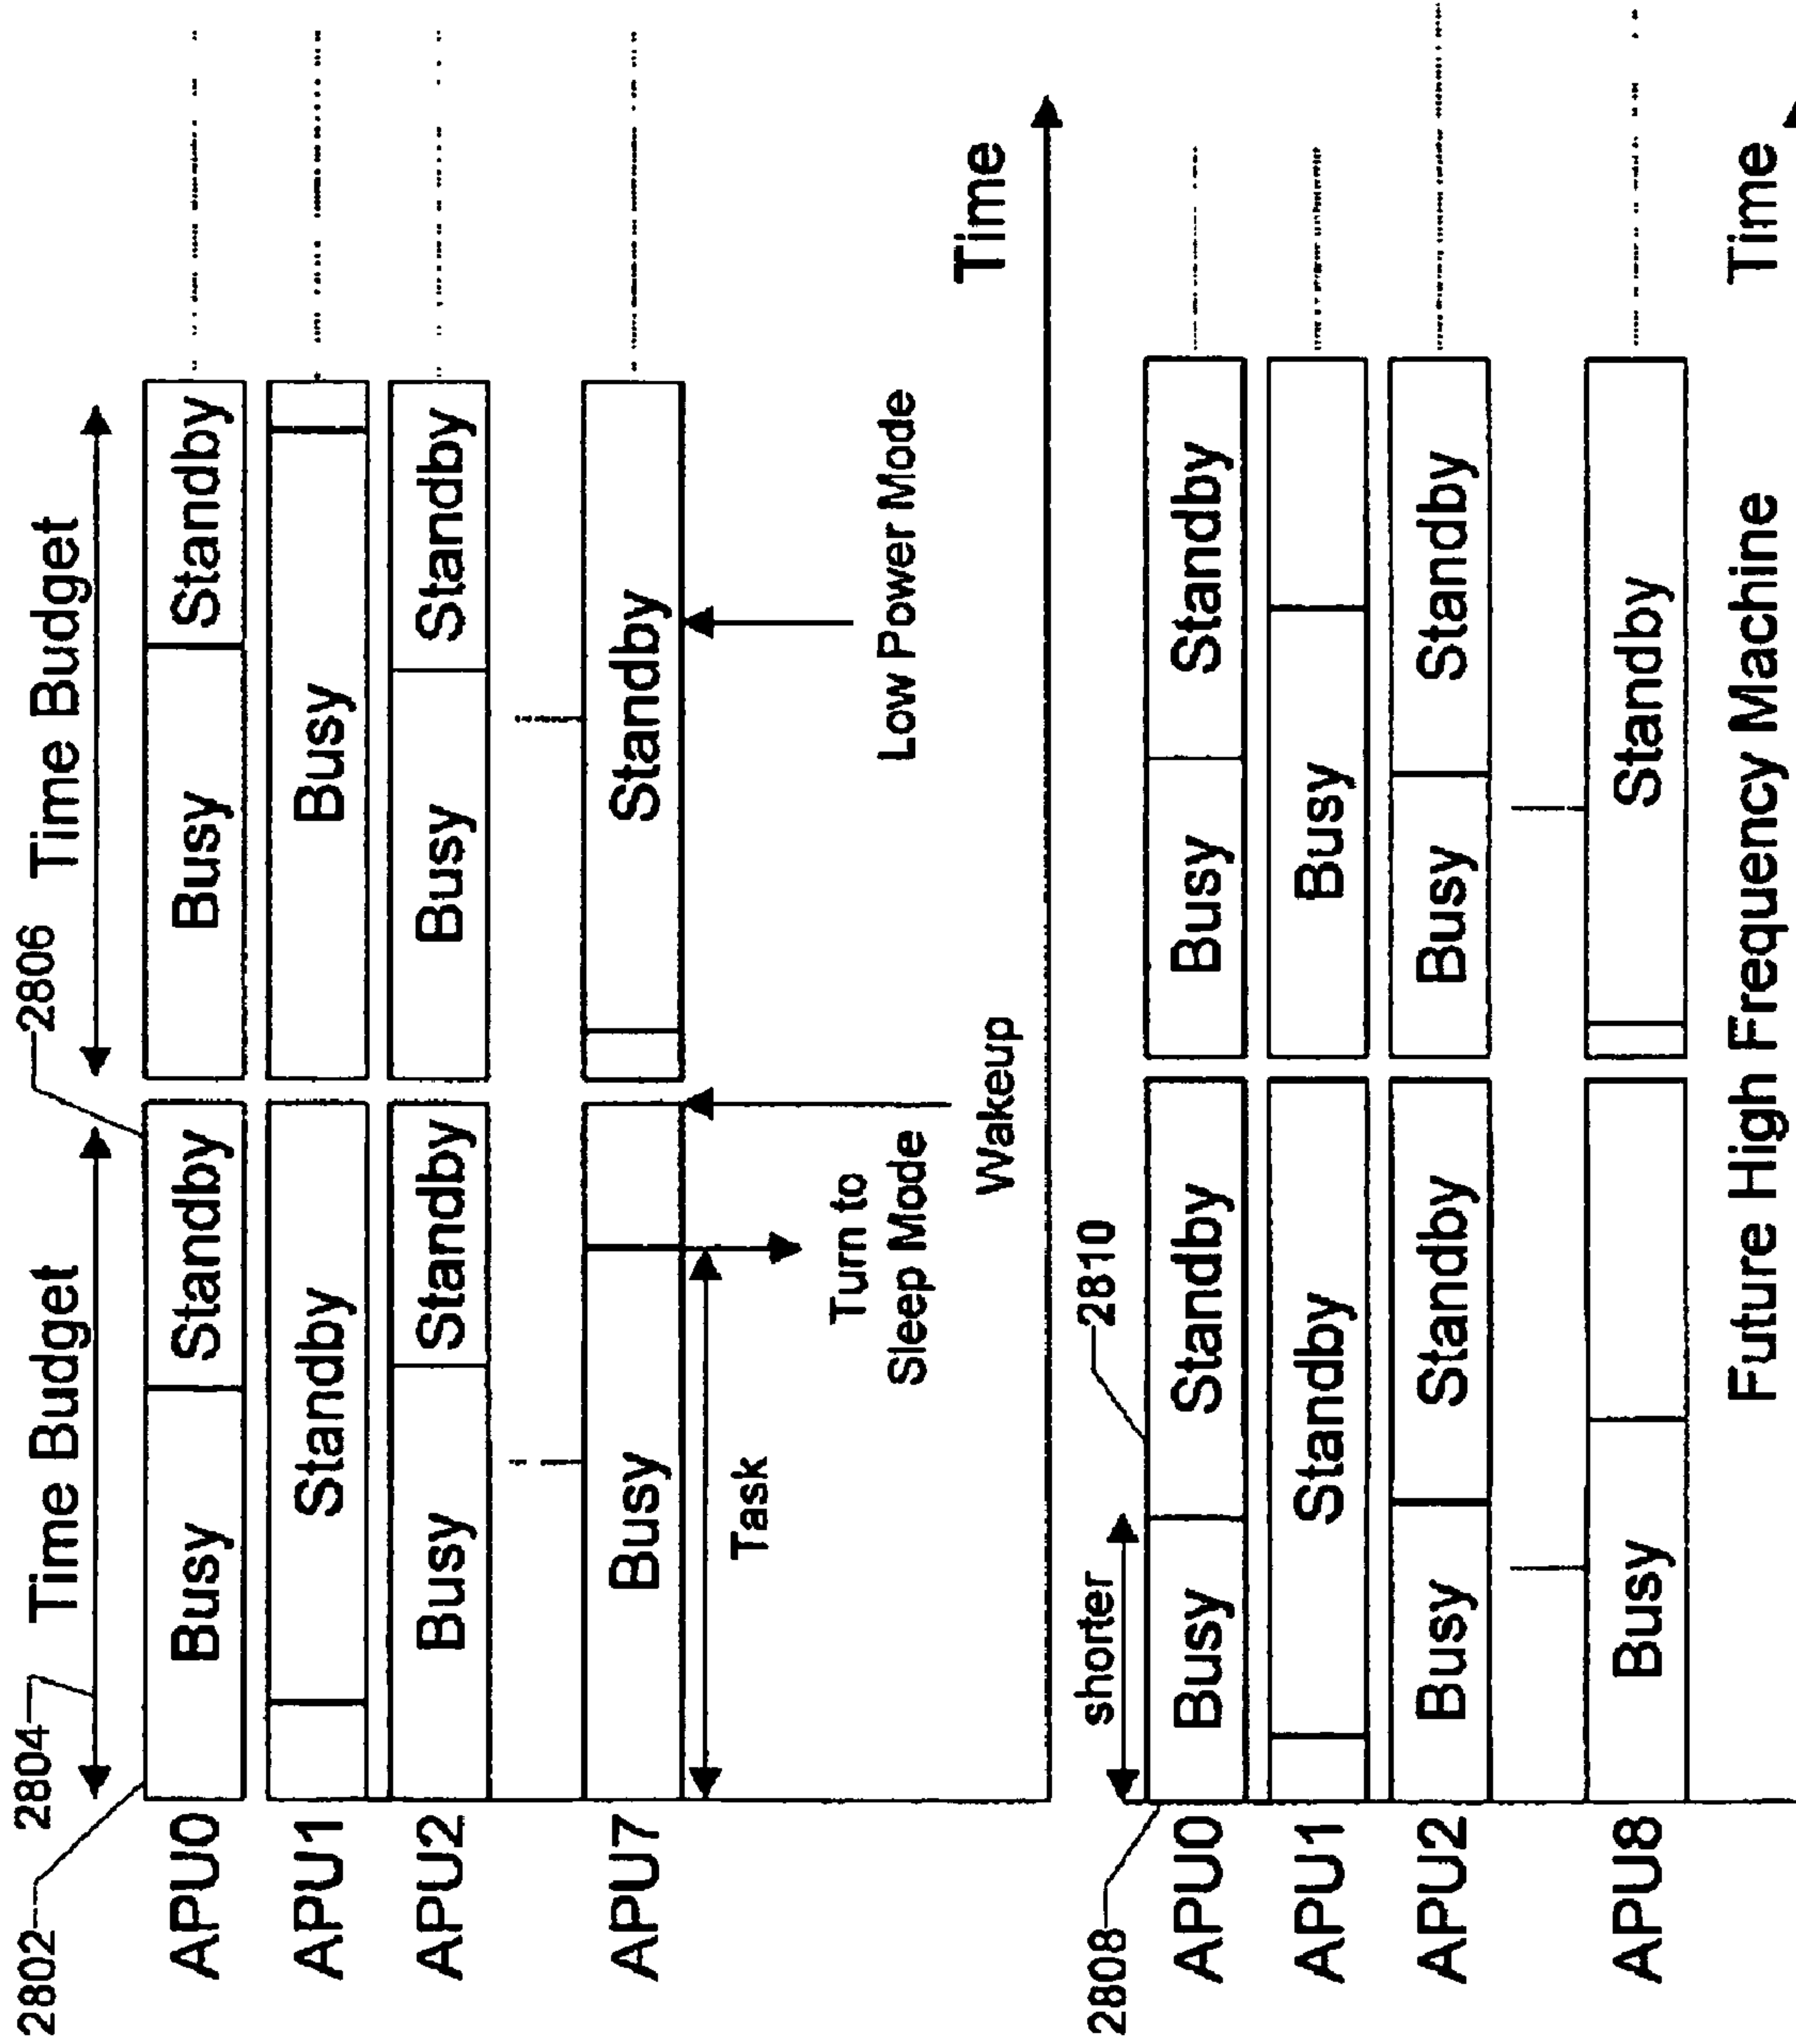 2802
2804
Time Budget
2806
Time Budget
APU0
Busy
Standby
Busy
Standby
APU1
Standby
Busy
APU2
Busy
Standby
Busy
Standby
APU7
Busy
Standby
Task
Turn to
Sleep Mode
Low Power Mode
Wakeup
Time
2808
shorter
2810
APU0
Busy
Standby
Busy
Standby
APU1
Standby
Busy
APU2
Busy
Standby
Busy
Standby
APU8
Busy
Standby
Future High Frequency Machine
Time